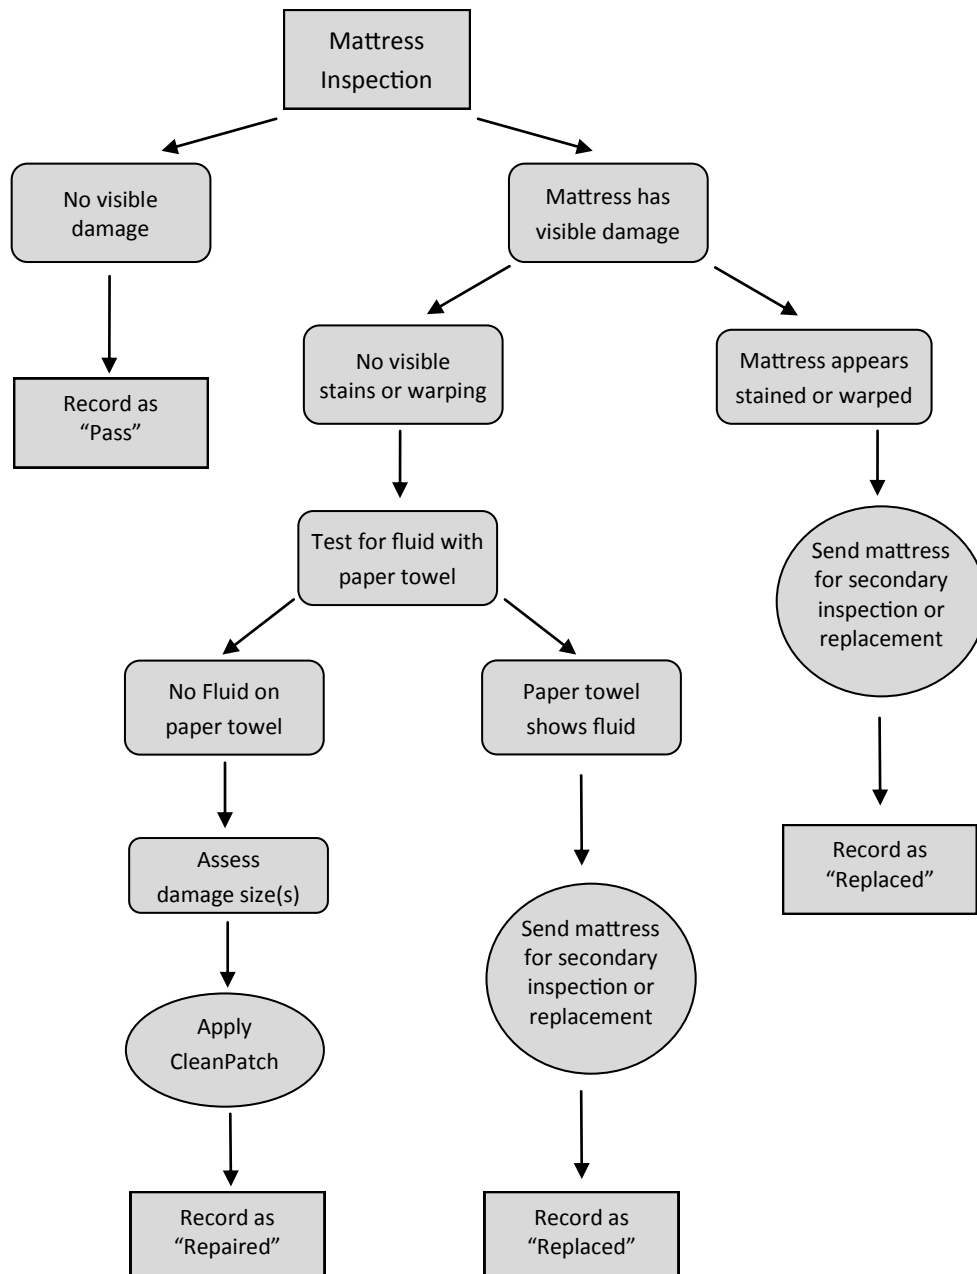 Mattress
Inspection
No visible
damage
Mattress has
visible damage
No visible
stains or warping
Mattress appears
stained or warped
Record as
“Pass”
Test for fluid with
paper towel
Send mattress
for secondary
inspection or
replacement
No Fluid on
paper towel
Paper towel
shows fluid
Assess
damage size(s)
Record as
“Replaced”
Send mattress
for secondary
inspection or
replacement
Apply
CleanPatch
Record as
“Repaired”
Record as
“Replaced”